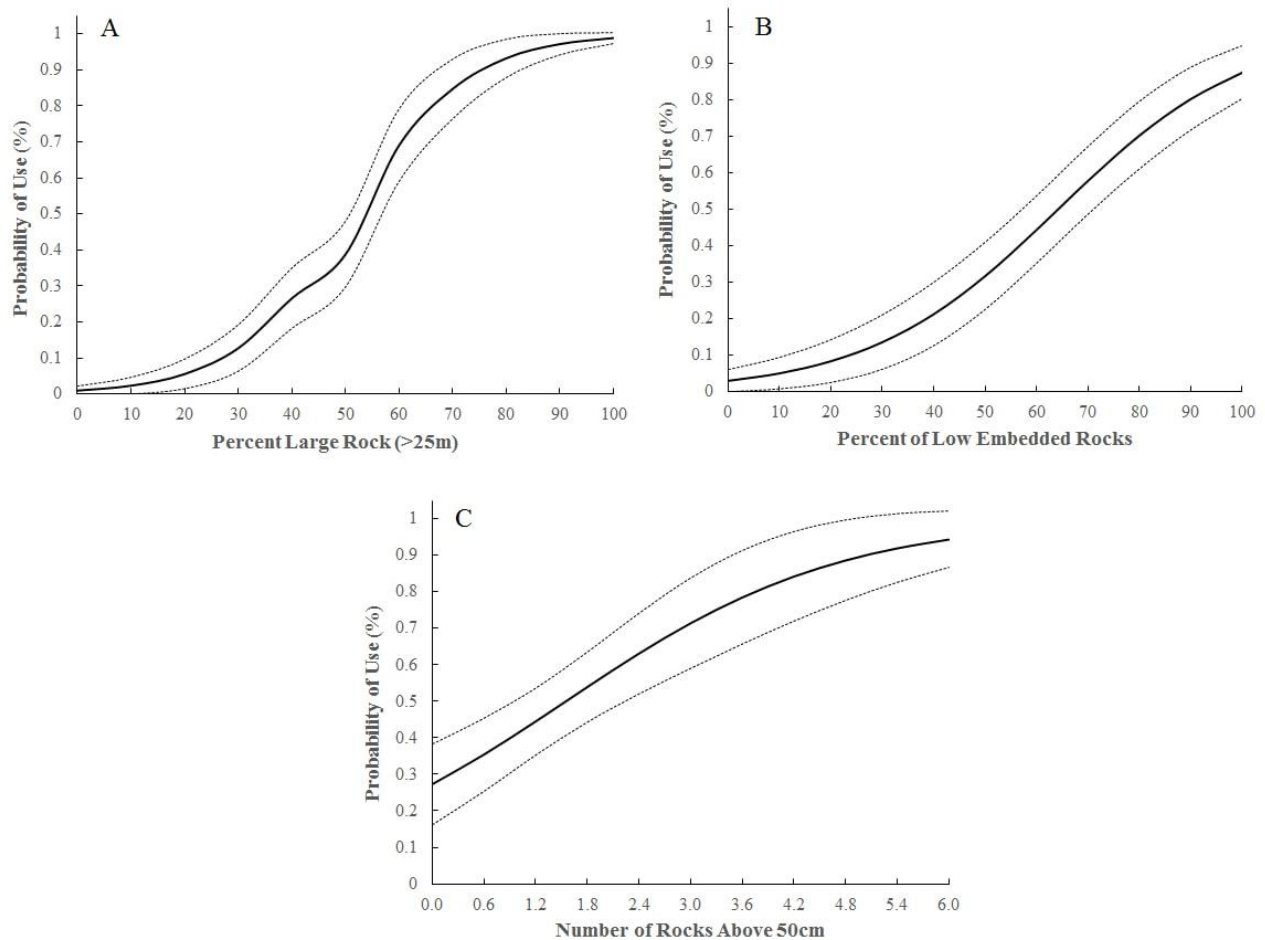 A
Probability of Use (%)
1
0.9
0.8
0.7
0.6
0.5
0.4
0.3
0.2
0.1
0
0 10 20 30 40 50 60 70 80 90 100
Percent Large Rock (>25m)
B
Probability of Use (%)
1
0.9
0.8
0.7
0.6
0.5
0.4
0.3
0.2
0.1
0
0 10 20 30 40 50 60 70 80 90 100
Percent of Low Embedded Rocks
C
Probability of Use (%)
1
0.9
0.8
0.7
0.6
0.5
0.4
0.3
0.2
0.1
0
0.0 0.6 1.2 1.8 2.4 3.0 3.6 4.2 4.8 5.4 6.0
Number of Rocks Above 50cm